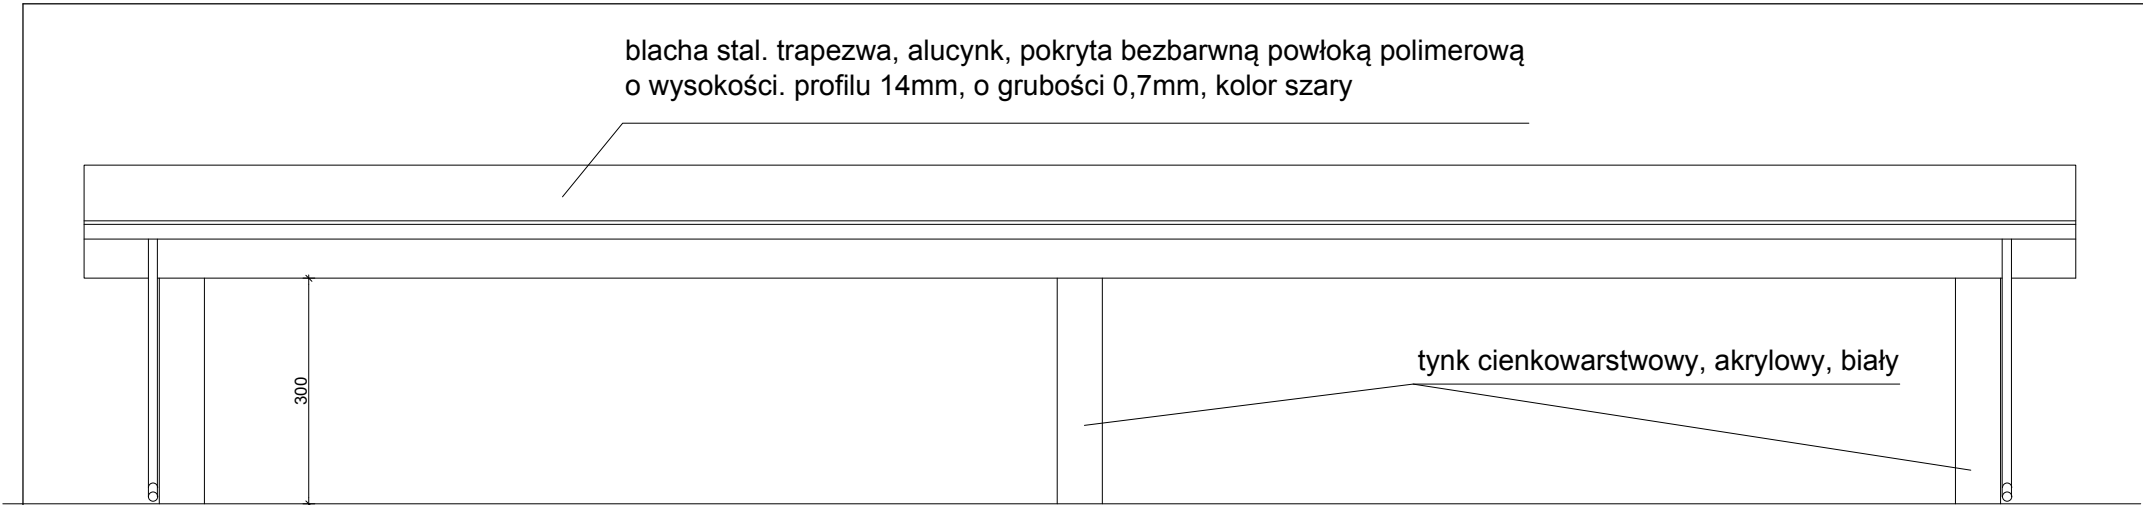 blacha stal. trapezwa, alucynk, pokryta bezbarwną powłoką polimerową
o wysokości. profilu 14mm, o grubości 0,7mm, kolor szary
tynk cienkowarstwowy, akrylowy, biały
300